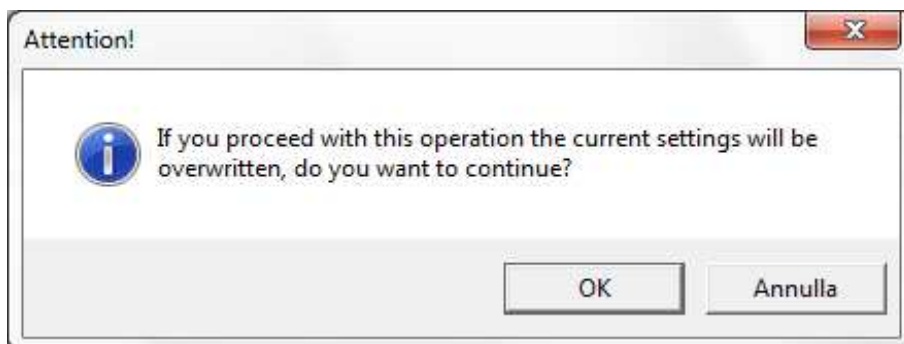 Attention!
If you proceed with this operation the current settings will be
overwritten, do you want to continue?
OK
Annulla